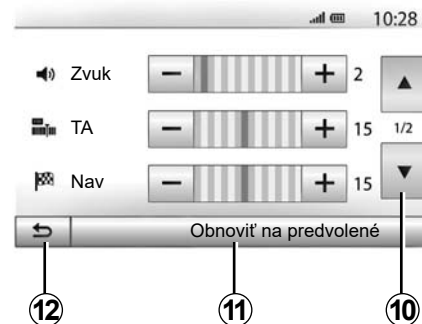 10:28
Zvuk − + 2
TA − + 15 1/2
Nav − + 15
Obnoviť na predvolené
12 11 10